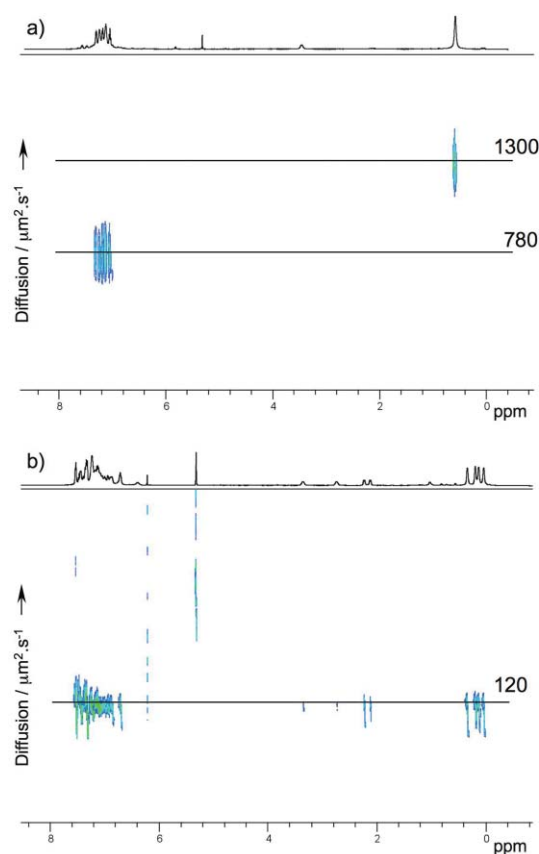 a)
1300
780
Diffusion / μm².s⁻¹
8 6 4 2 0
ppm
b)
120
Diffusion / μm².s⁻¹
8 6 4 2 0
ppm